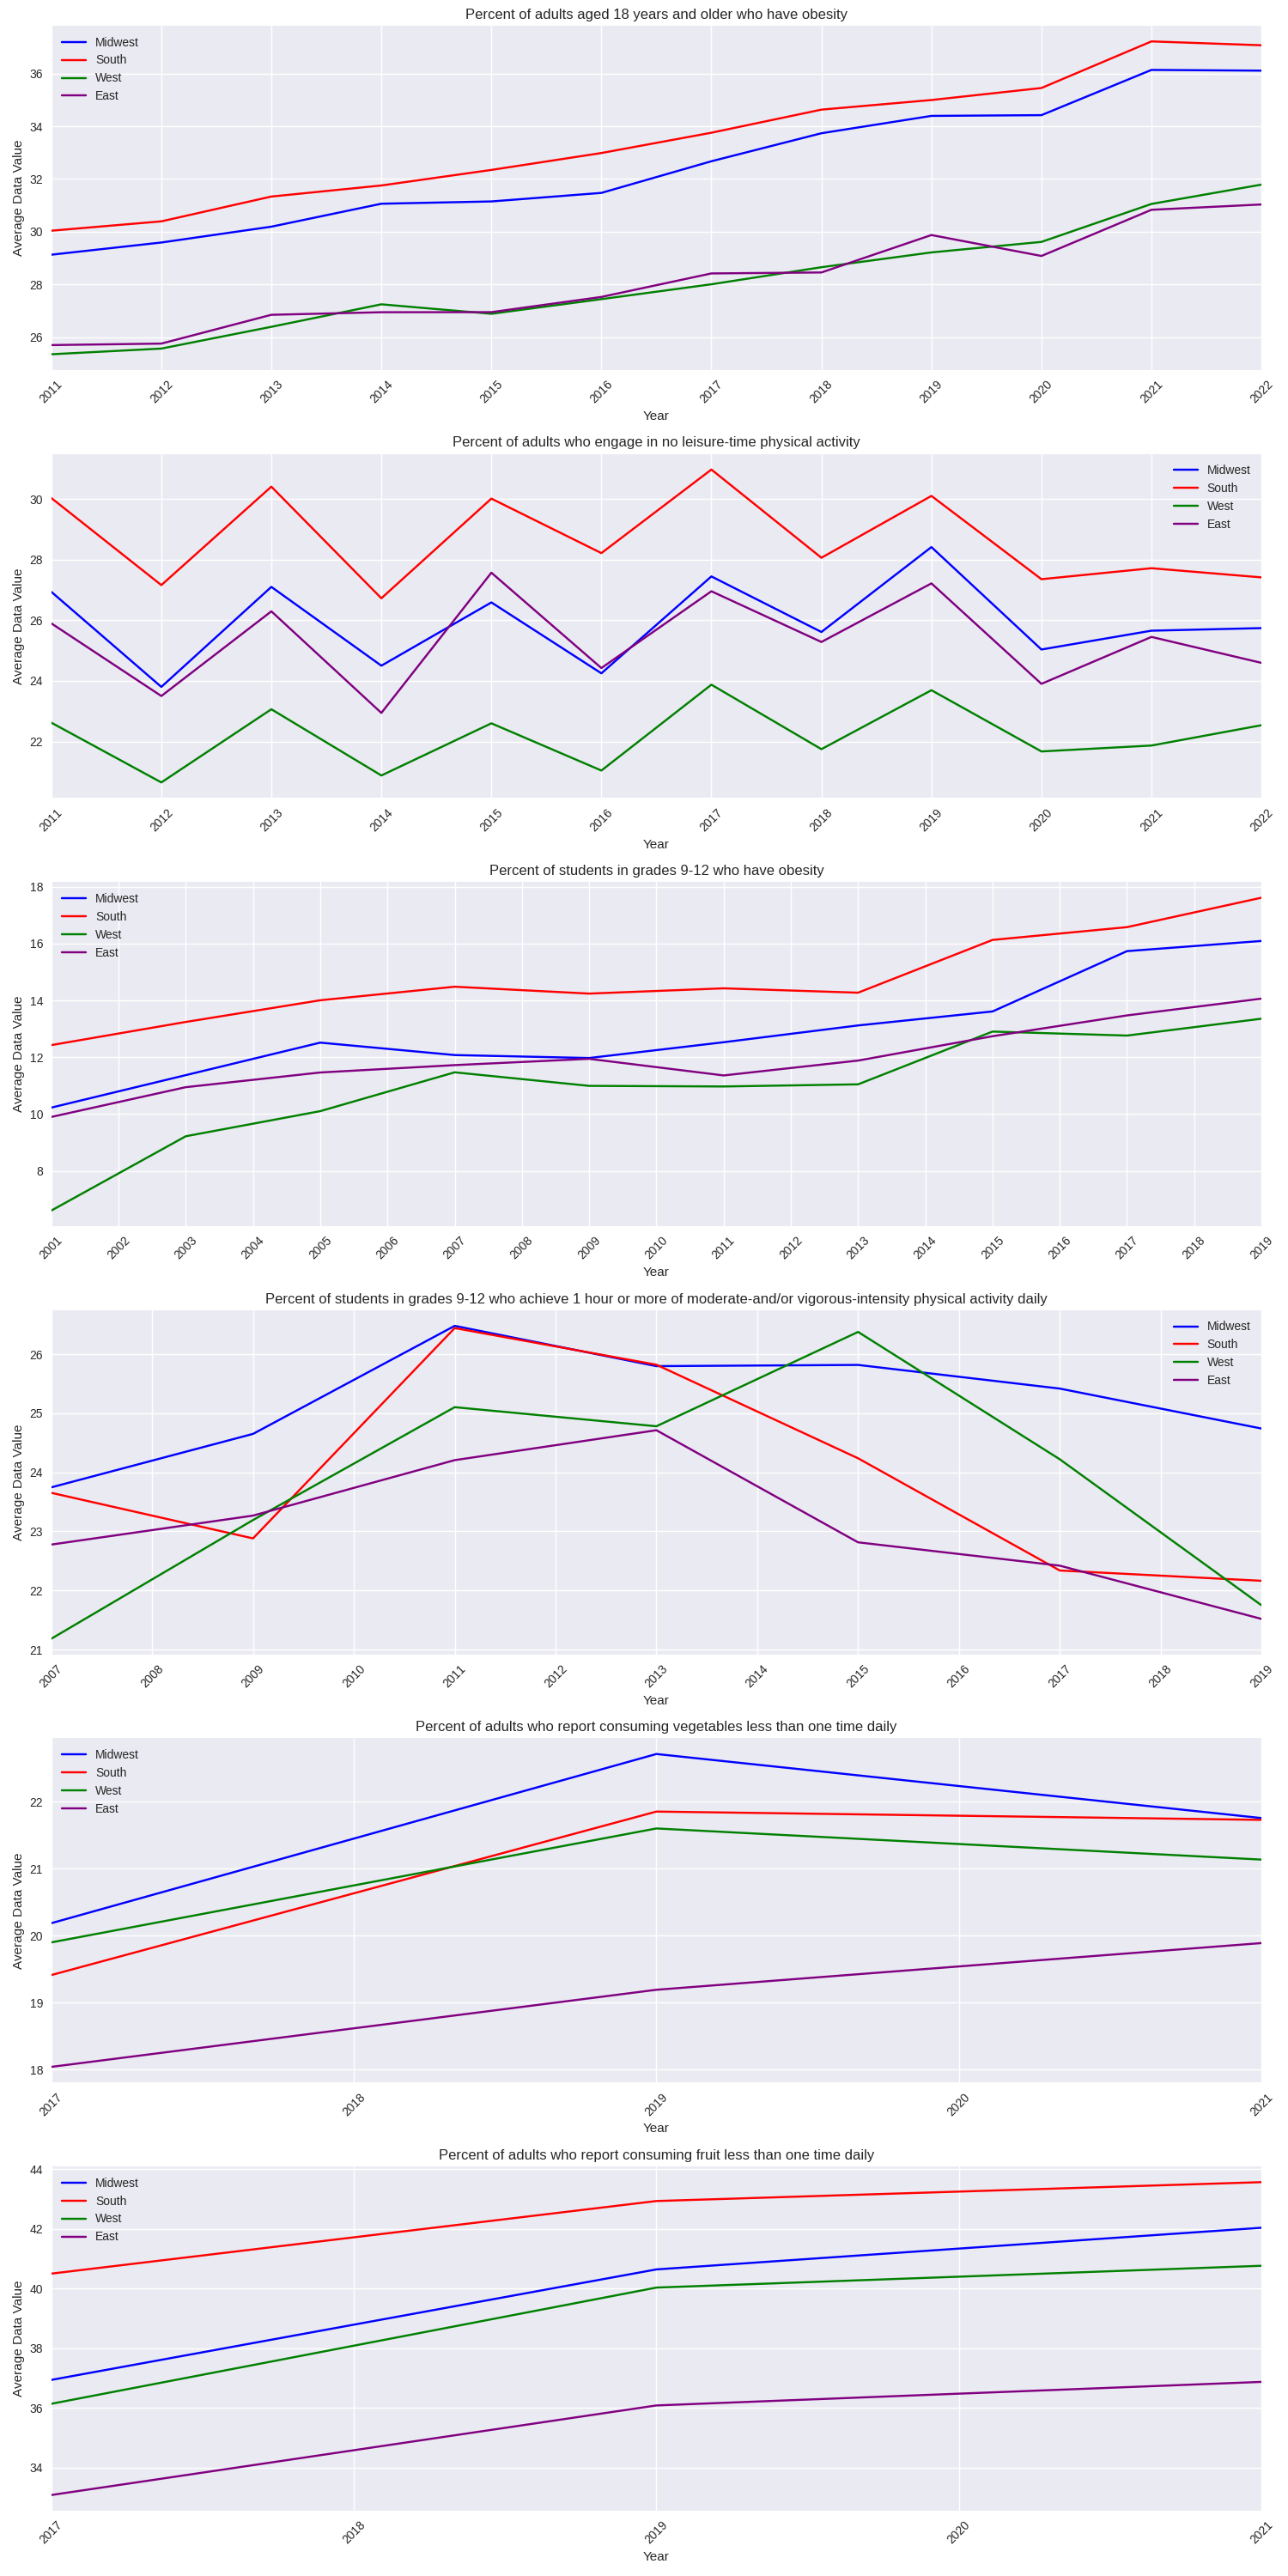 Percent of adults aged 18 years and older who have obesity
Midwest
South
West
East
36
34
32
30
28
26
Average Data Value
2011 2012 2013 2014 2015 2016 2017 2018 2019 2020 2021 2022
Year
Percent of adults who engage in no leisure-time physical activity
Midwest
South
West
East
30
28
26
24
22
Average Data Value
2011 2012 2013 2014 2015 2016 2017 2018 2019 2020 2021 2022
Year
Percent of students in grades 9-12 who have obesity
Midwest
South
West
East
18
16
14
12
10
8
Average Data Value
2001 2002 2003 2004 2005 2006 2007 2008 2009 2010 2011 2012 2013 2014 2015 2016 2017 2018 2019
Year
Percent of students in grades 9-12 who achieve 1 hour or more of moderate-and/or vigorous-intensity physical activity daily
Midwest
South
West
East
26
25
24
23
22
21
Average Data Value
2007 2008 2009 2010 2011 2012 2013 2014 2015 2016 2017 2018 2019
Year
Percent of adults who report consuming vegetables less than one time daily
Midwest
South
West
East
22
21
20
19
18
Average Data Value
2017 2018 2019 2020 2021
Year
Percent of adults who report consuming fruit less than one time daily
Midwest
South
West
East
44
42
40
38
36
34
Average Data Value
2017 2018 2019 2020 2021
Year